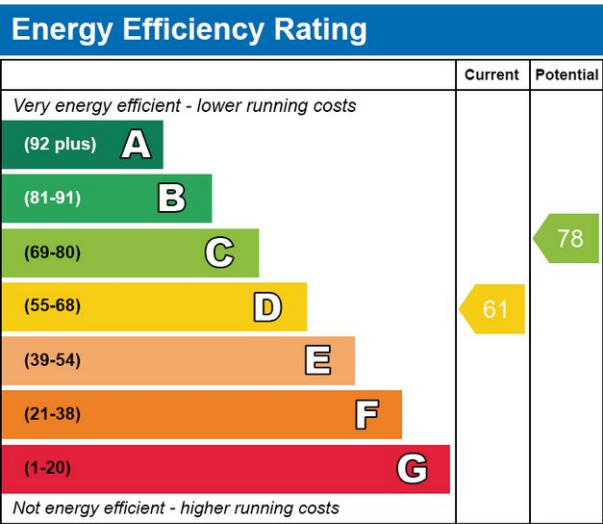 Energy Efficiency Rating
Current Potential
Very energy efficient - lower running costs
(92 plus) A
(81-91) B
(69-80) C
78
(55-68) D
61
(39-54) E
(21-38) F
(1-20) G
Not energy efficient - higher running costs